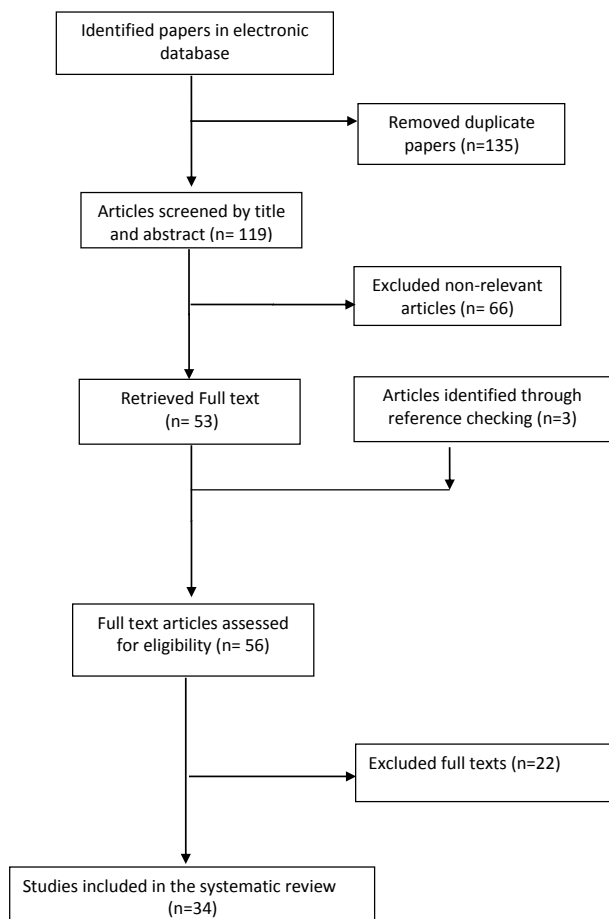 Identified papers in electronic
database
Removed duplicate
papers (n=135)
Articles screened by title
and abstract (n= 119)
Excluded non-relevant
articles (n= 66)
Retrieved Full text
(n= 53)
Articles identified through
reference checking (n=3)
Full text articles assessed
for eligibility (n= 56)
Excluded full texts (n=22)
Studies included in the systematic review
(n=34)